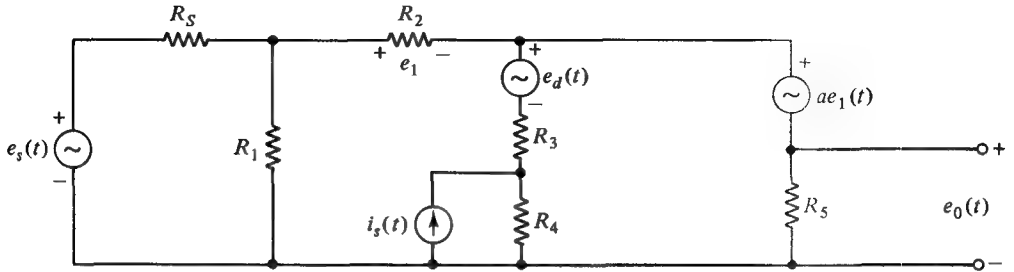 R_S
R_2
+ e_1 −
+ e_s(t) −
R_1
+ e_d(t) −
R_3
i_s(t)
R_4
+ ae_1(t)
R_5
+ e_0(t) −